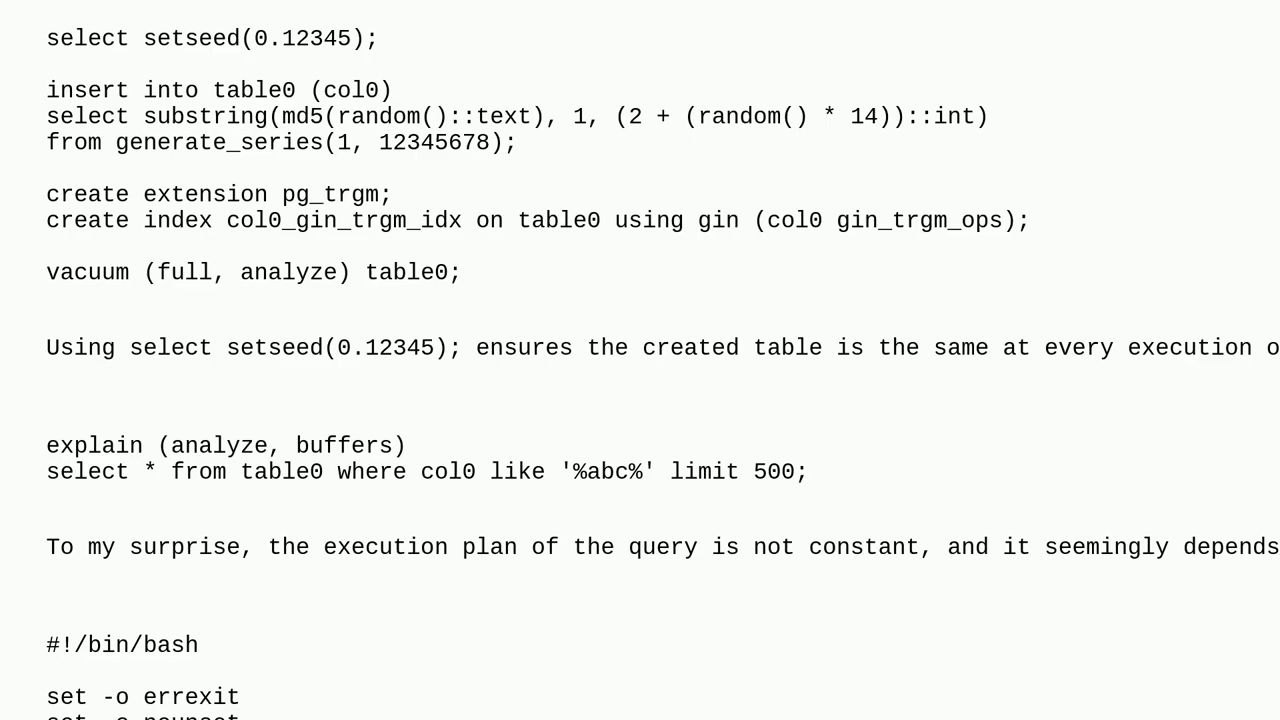 select setseed(0.12345);
insert into table0 (col0)
select substring(md5(random()::text), 1, (2 + (random() * 14))::int)
from generate_series(1, 12345678);
create extension pg_trgm;
create index col0_gin_trgm_idx on table0 using gin (col0 gin_trgm_ops);
vacuum (full, analyze) table0;
Using select setseed(0.12345); ensures the created table is the same at every execution o
explain (analyze, buffers)
select * from table0 where col0 like '%abc%' limit 500;
To my surprise, the execution plan of the query is not constant, and it seemingly depends
#!/bin/bash
set -o errexit
set -o nounset